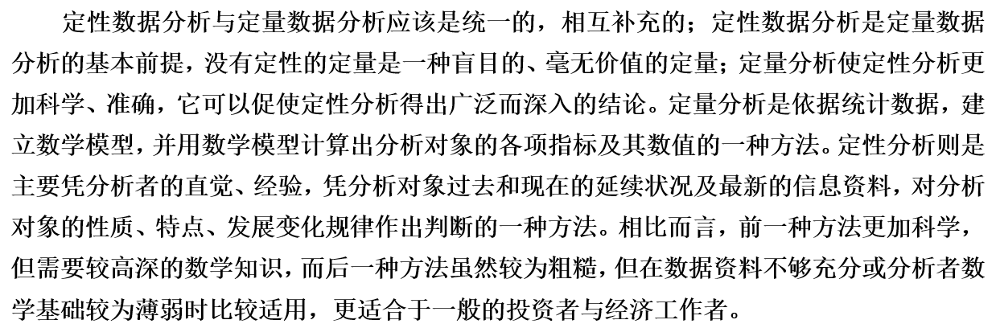 定性数据分析与定量数据分析应该是统一的，相互补充的；定性数据分析是定量数据
分析的基本前提，没有定性的定量是一种盲目的、毫无价值的定量；定量分析使定性分析更
加科学、准确，它可以促使定性分析得出广泛而深入的结论。定量分析是依据统计数据，建
立数学模型，并用数学模型计算出分析对象的各项指标及其数值的一种方法。定性分析则是
主要凭分析者的直觉、经验，凭分析对象过去和现在的延续状况及最新的信息资料，对分析
对象的性质、特点、发展变化规律作出判断的一种方法。相比而言，前一种方法更加科学，
但需要较高深的数学知识，而后一种方法虽然较为粗糙，但在数据资料不够充分或分析者数
学基础较为薄弱时比较适用，更适合于一般的投资者与经济工作者。